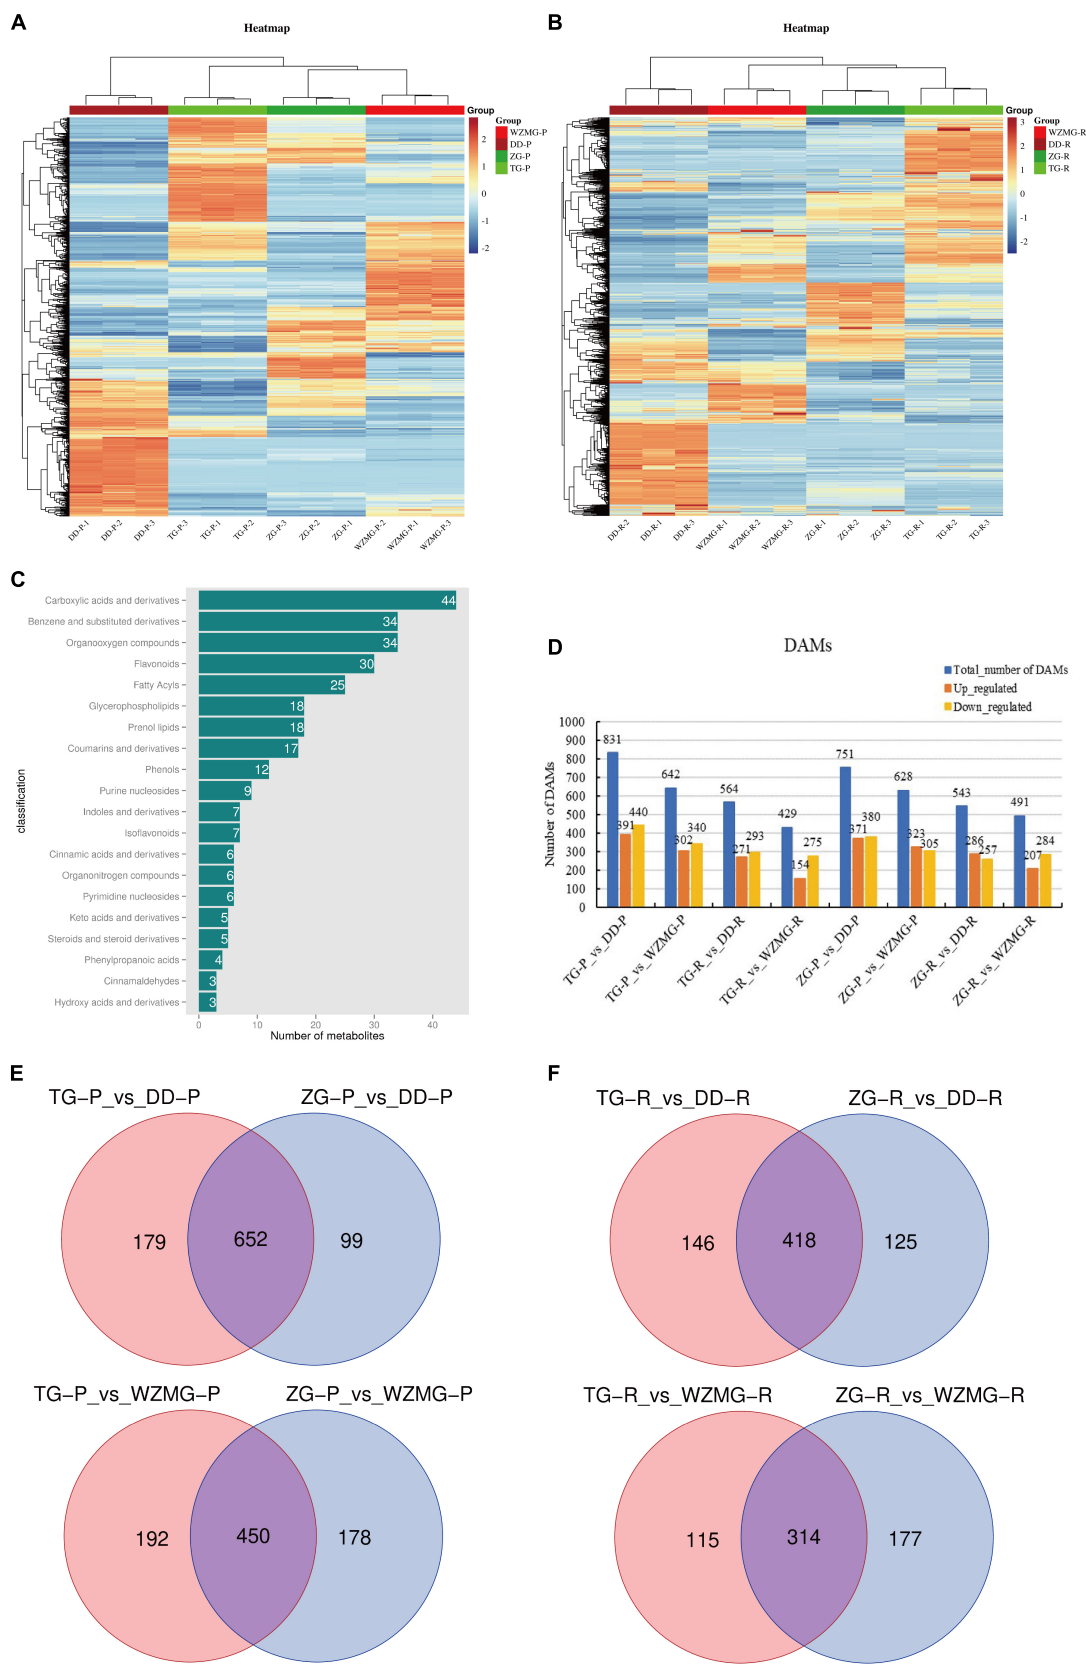 A
Heatmap
Group
2
1
0
-1
-2
Group
WZMG-P
DD-P
ZG-P
TG-P
DD-P-1
DD-P-2
DD-P-3
TG-P-3
TG-P-1
TG-P-2
ZG-P-3
ZG-P-2
ZG-P-1
WZMG-P-2
WZMG-P-1
WZMG-P-3
B
Heatmap
Group
3
2
1
0
-1
-2
Group
WZMG-R
DD-R
ZG-R
TG-R
DD-R-2
DD-R-1
DD-R-3
WZMG-R-1
WZMG-R-2
WZMG-R-3
ZG-R-1
ZG-R-2
ZG-R-3
TG-R-1
TG-R-2
TG-R-3
C
classification
Carboxylic acids and derivatives 44
Benzene and substituted derivatives 34
Organooxygen compounds 34
Flavonoids 30
Fatty Acyls 25
Glycerophospholipids 18
Prenol lipids 18
Coumarins and derivatives 17
Phenols 12
Purine nucleosides 9
Indoles and derivatives 7
Isoflavonoids 7
Cinnamic acids and derivatives 6
Organonitrogen compounds 6
Pyrimidine nucleosides 6
Keto acids and derivatives 5
Steroids and steroid derivatives 5
Phenylpropanoic acids 4
Cinnamaldehydes 3
Hydroxy acids and derivatives 3
0 10 20 30 40
Number of metabolites
D
DAMs
Total_number of DAMs
Up_regulated
Down_regulated
Number of DAMs
1000
900
800
700
600
500
400
300
200
100
0
831 391 440
642 302 340
564 271 293
429 154 275
751 371 380
628 323 305
543 286 257
491 207 284
TG-P_vs_DD-P
TG-P_vs_WZMG-P
TG-R_vs_DD-R
TG-R_vs_WZMG-R
ZG-P_vs_DD-P
ZG-P_vs_WZMG-P
ZG-R_vs_DD-R
ZG-R_vs_WZMG-R
E
TG-P_vs_DD-P ZG-P_vs_DD-P
179 652 99
TG-P_vs_WZMG-P ZG-P_vs_WZMG-P
192 450 178
F
TG-R_vs_DD-R ZG-R_vs_DD-R
146 418 125
TG-R_vs_WZMG-R ZG-R_vs_WZMG-R
115 314 177